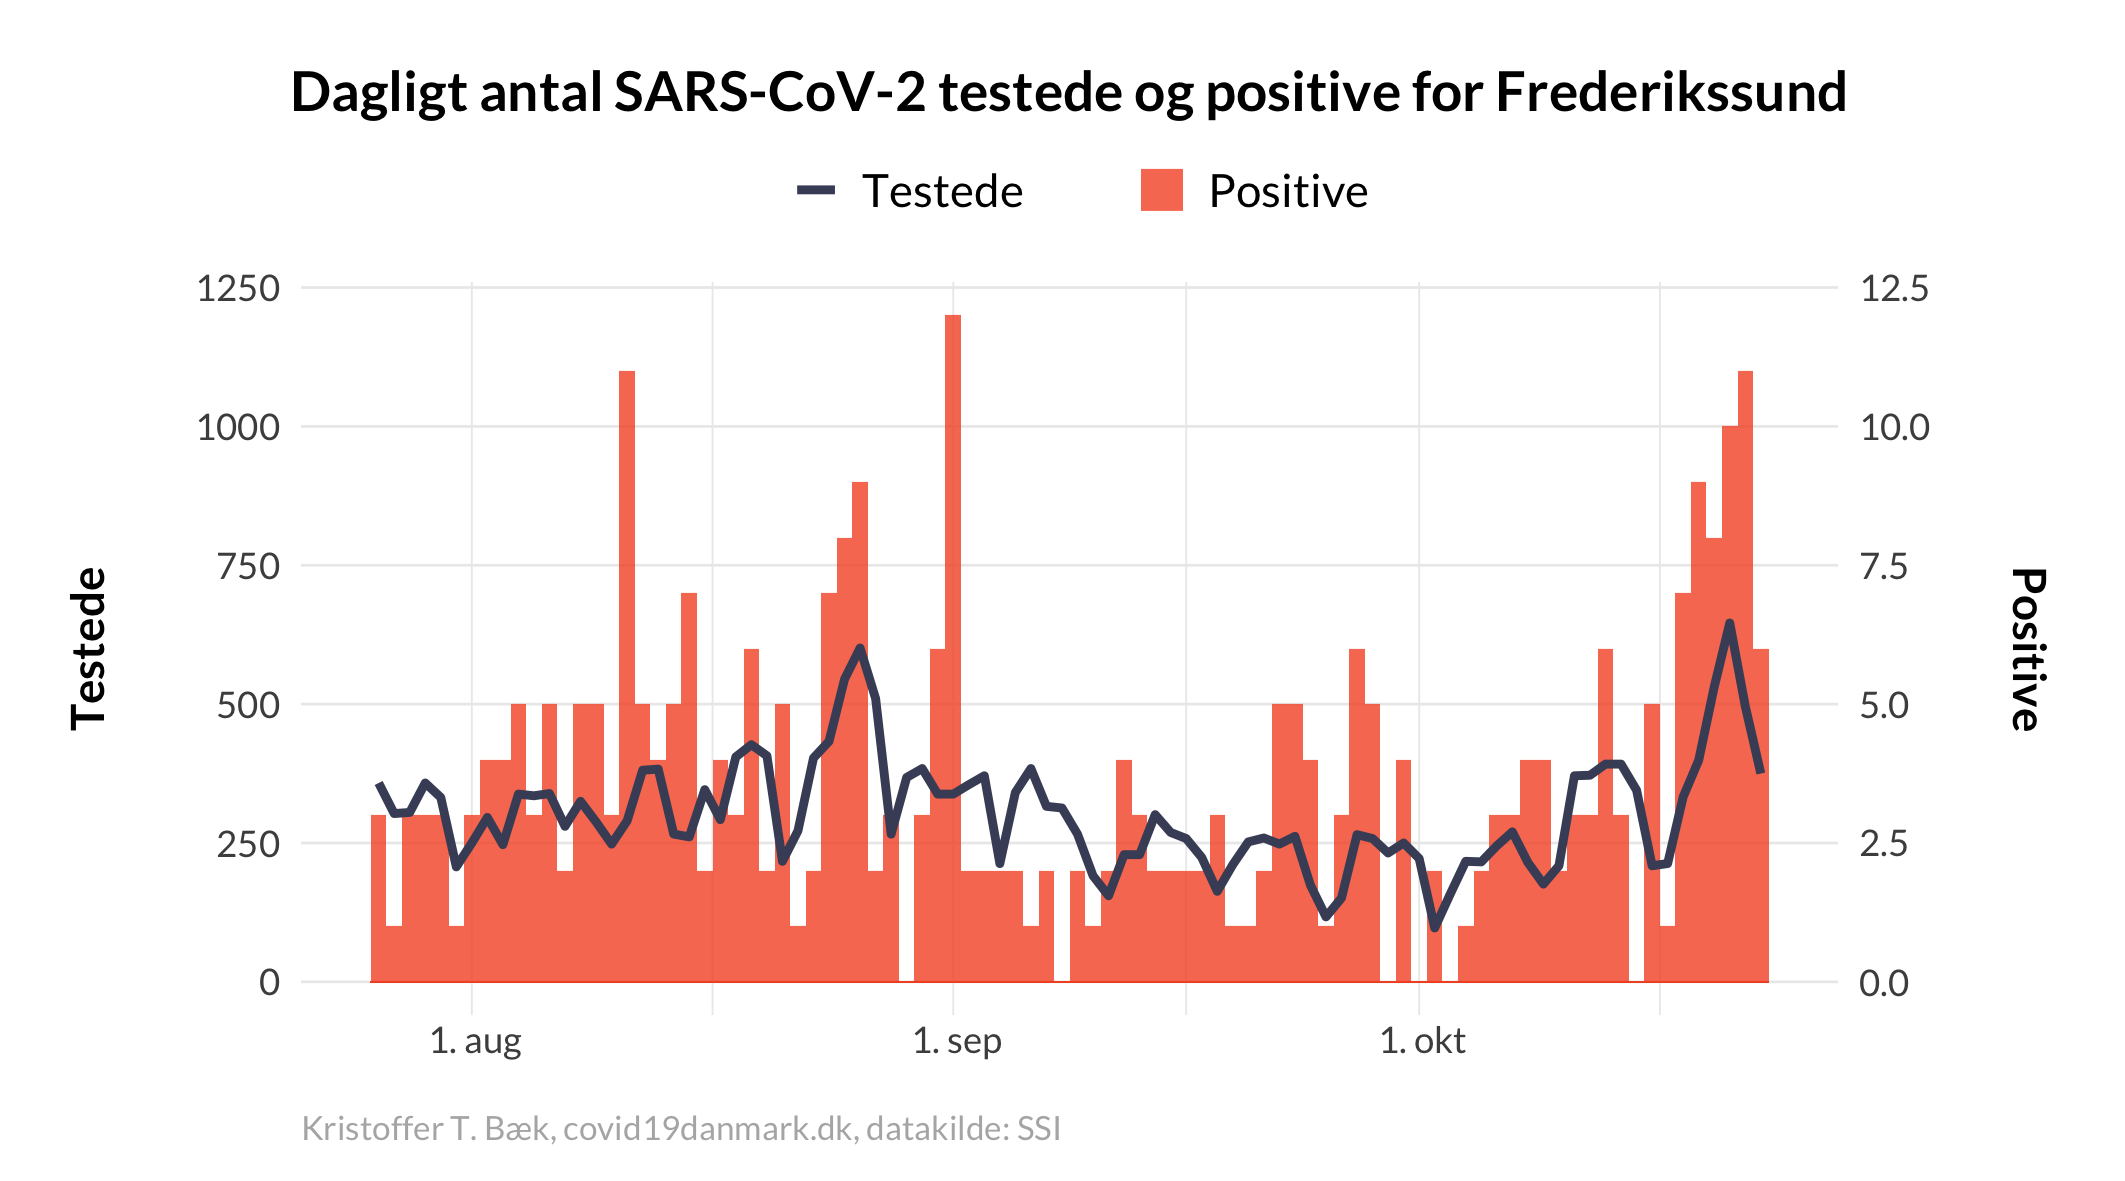 Dagligt antal SARS-CoV-2 testede og positive for Frederikssund
Testede
Positive
1250
1000
750
500
250
0
12.5
10.0
7.5
5.0
2.5
0.0
Testede
Positive
1. aug
1. sep
1. okt
Kristoffer T. Bæk, covid19danmark.dk, datakilde: SSI